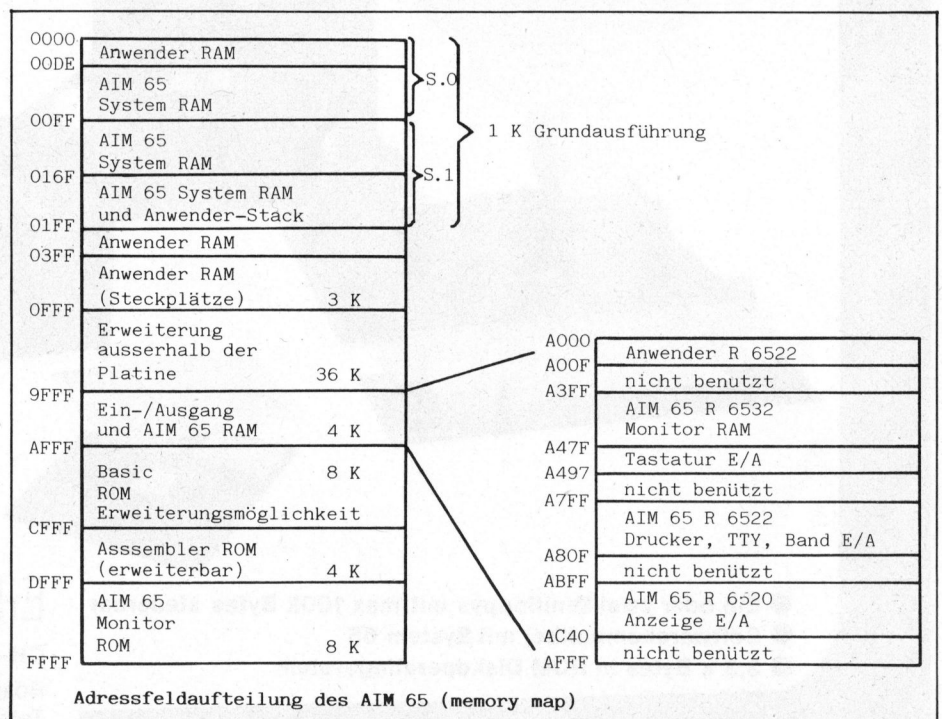 0000
Anwender RAM
00DE
AIM 65
System RAM
S.0
00FF
AIM 65
System RAM
1 K Grundausführung
016F
S.1
AIM 65 System RAM
und Anwender-Stack
01FF
Anwender RAM
03FF
Anwender RAM
(Steckplätze) 3 K
0FFF
Erweiterung
ausserhalb der
Platine 36 K
9FFF
Ein-/Ausgang
und AIM 65 RAM 4 K
AFFF
Basic 8 K
ROM
Erweiterungsmöglichkeit
CFFF
Asssembler ROM
(erweiterbar) 4 K
DFFF
AIM 65
Monitor
ROM 8 K
FFFF
A000
Anwender R 6522
A00F
nicht benutzt
A3FF
AIM 65 R 6532
Monitor RAM
A47F
Tastatur E/A
A497
nicht benützt
A7FF
AIM 65 R 6522
Drucker, TTY, Band E/A
A80F
nicht benützt
ABFF
AIM 65 R 6520
Anzeige E/A
AC40
nicht benützt
AFFF
Adressfeldaufteilung des AIM 65 (memory map)